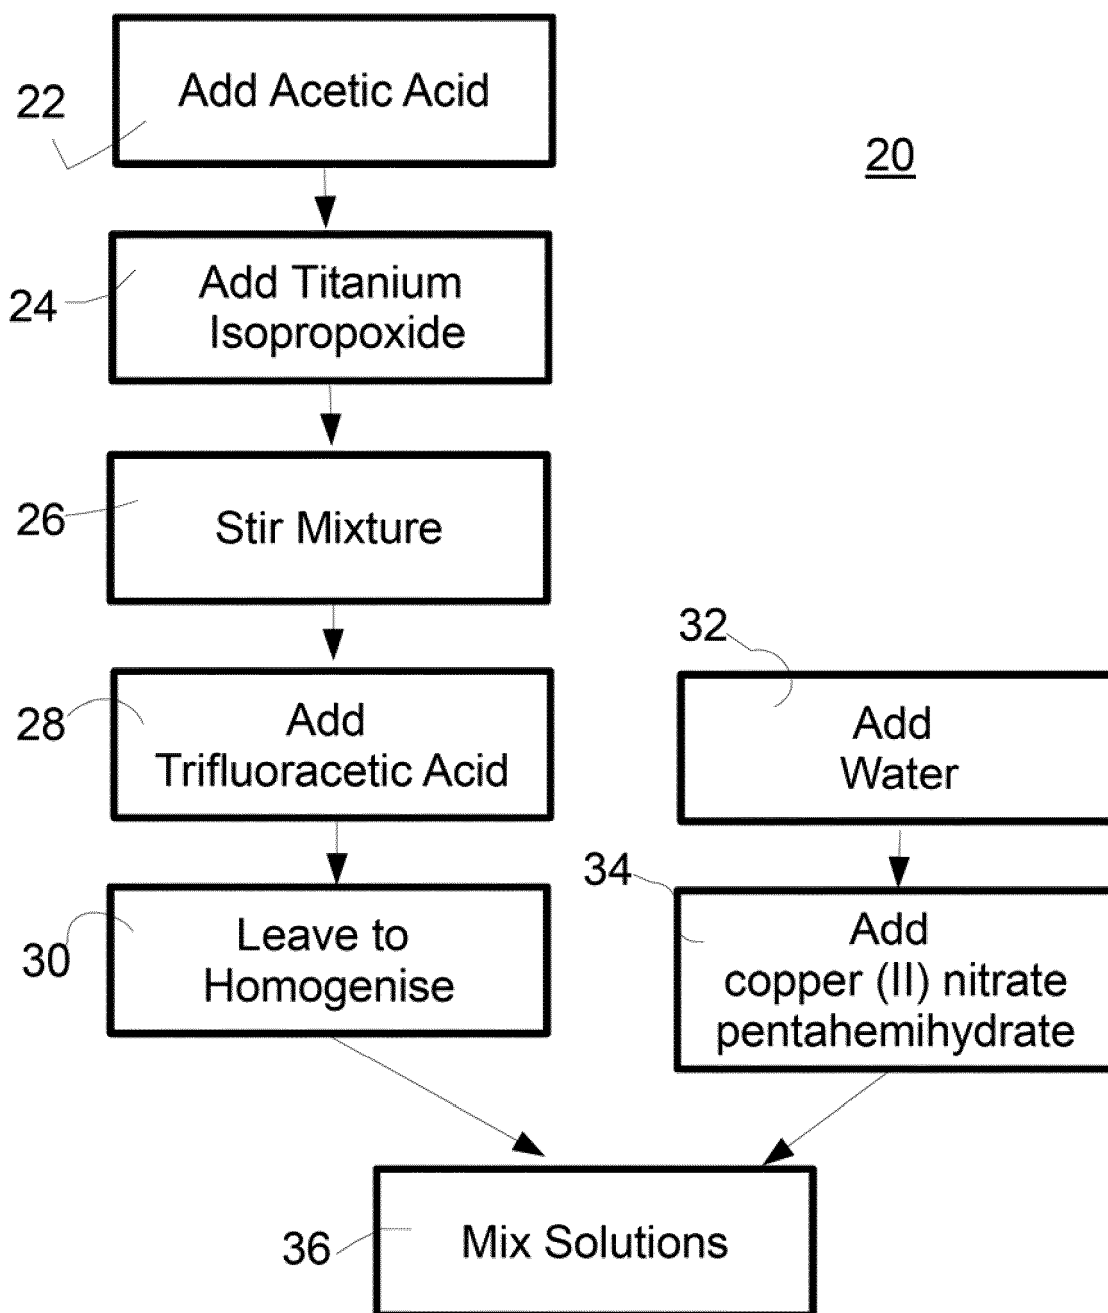 22
Add Acetic Acid
20
24
Add Titanium
Isopropoxide
26
Stir Mixture
28
Add
Trifluoracetic Acid
30
Leave to
Homogenise
32
Add
Water
34
Add
copper (II) nitrate
pentahemihydrate
36
Mix Solutions